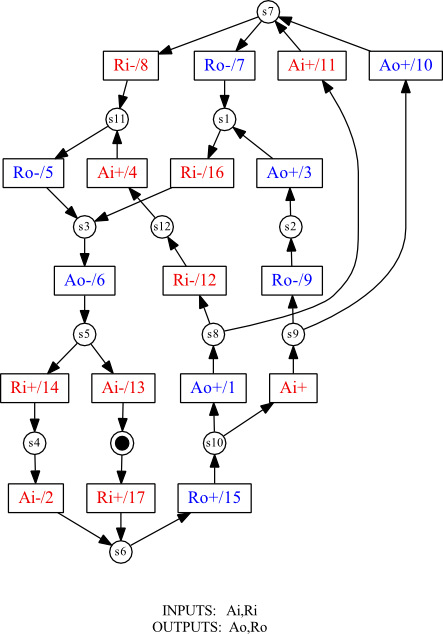 s7
Ri-/8 Ro-/7 Ai+/11 Ao+/10
s11 s1
Ro-/5 Ai+/4 Ri-/16 Ao+/3
s3 s12 s2
Ao-/6 Ri-/12 Ro-/9
s5 s8 s9
Ri+/14 Ai-/13 Ao+/1 Ai+
s4 s10
Ai-/2 Ri+/17 Ro+/15
s6
INPUTS: Ai,Ri
OUTPUTS: Ao,Ro